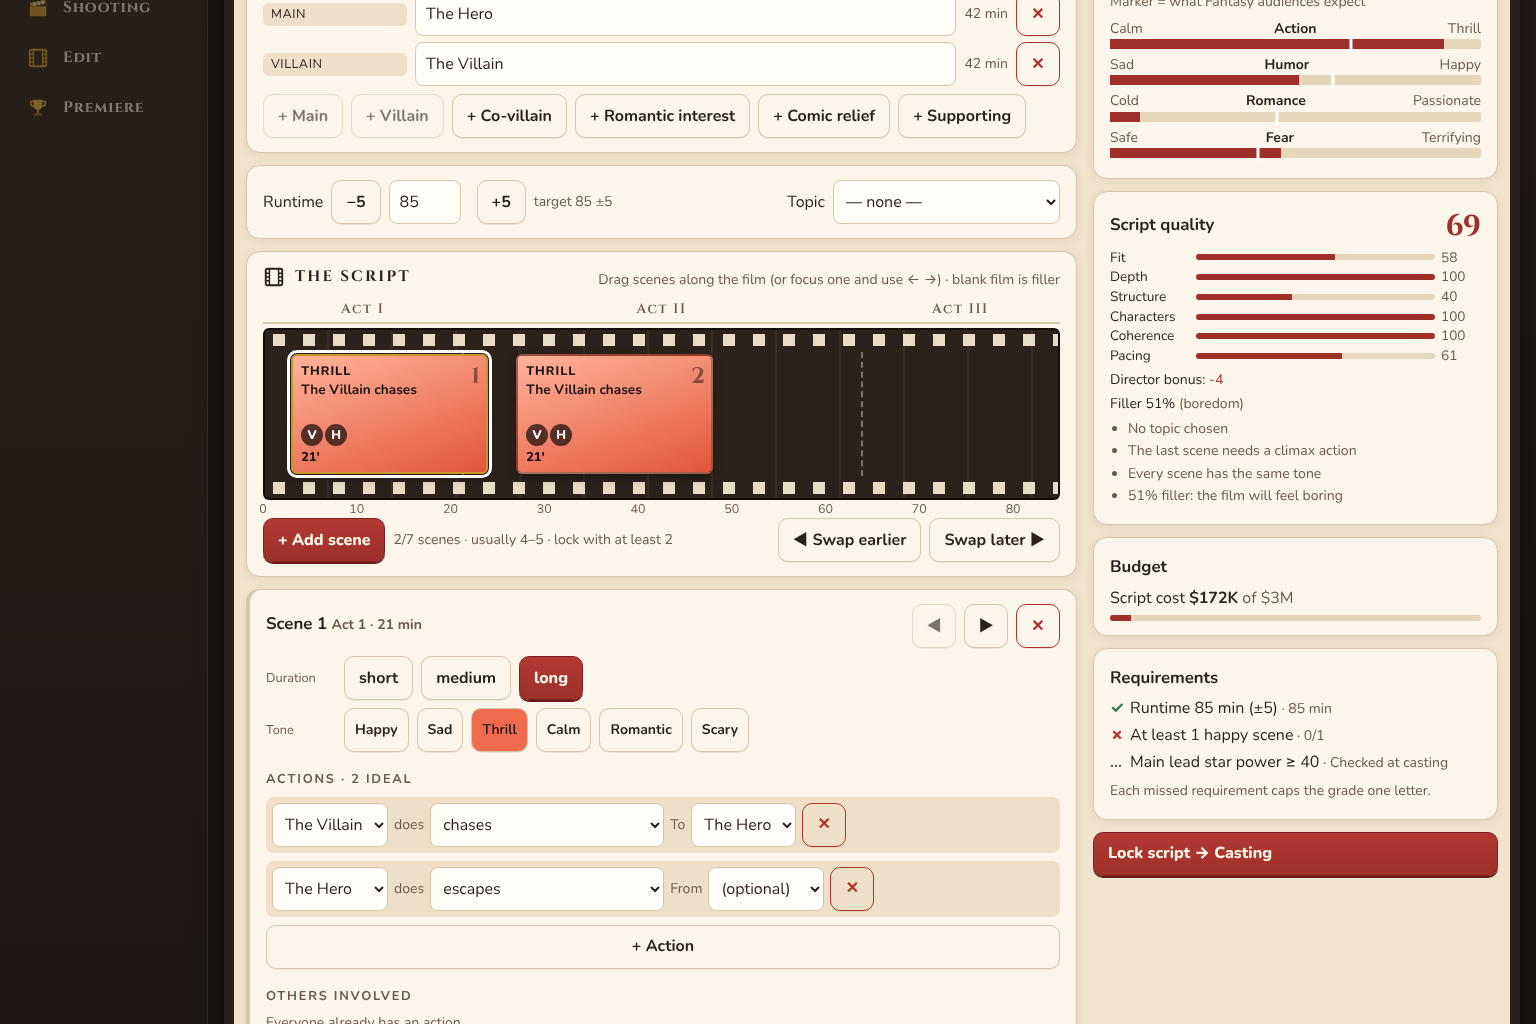 Shooting
Edit
Premiere
MAIN
The Hero
42 min
VILLAIN
The Villain
42 min
+ Main
+ Villain
+ Co-villain
+ Romantic interest
+ Comic relief
+ Supporting
Runtime
−5
85
+5
target 85 ±5
Topic
— none —
THE SCRIPT
Drag scenes along the film (or focus one and use ← →) · blank film is filler
ACT I
ACT II
ACT III
THRILL
1
The Villain chases
V H
21'
THRILL
2
The Villain chases
V H
21'
0 10 20 30 40 50 60 70 80
+ Add scene
2/7 scenes · usually 4–5 · lock with at least 2
◀ Swap earlier
Swap later ▶
Scene 1 Act 1 · 21 min
◀ ▶ ×
Duration
short
medium
long
Tone
Happy
Sad
Thrill
Calm
Romantic
Scary
ACTIONS · 2 IDEAL
The Villain does chases To The Hero ×
The Hero does escapes From (optional) ×
+ Action
OTHERS INVOLVED
Everyone already has an action
Marker = what Fantasy audiences expect
Calm Action Thrill
Sad Humor Happy
Cold Romance Passionate
Safe Fear Terrifying
Script quality 69
Fit 58
Depth 100
Structure 40
Characters 100
Coherence 100
Pacing 61
Director bonus: -4
Filler 51% (boredom)
• No topic chosen
• The last scene needs a climax action
• Every scene has the same tone
• 51% filler: the film will feel boring
Budget
Script cost $172K of $3M
Requirements
✓ Runtime 85 min (±5) · 85 min
× At least 1 happy scene · 0/1
... Main lead star power ≥ 40 · Checked at casting
Each missed requirement caps the grade one letter.
Lock script → Casting